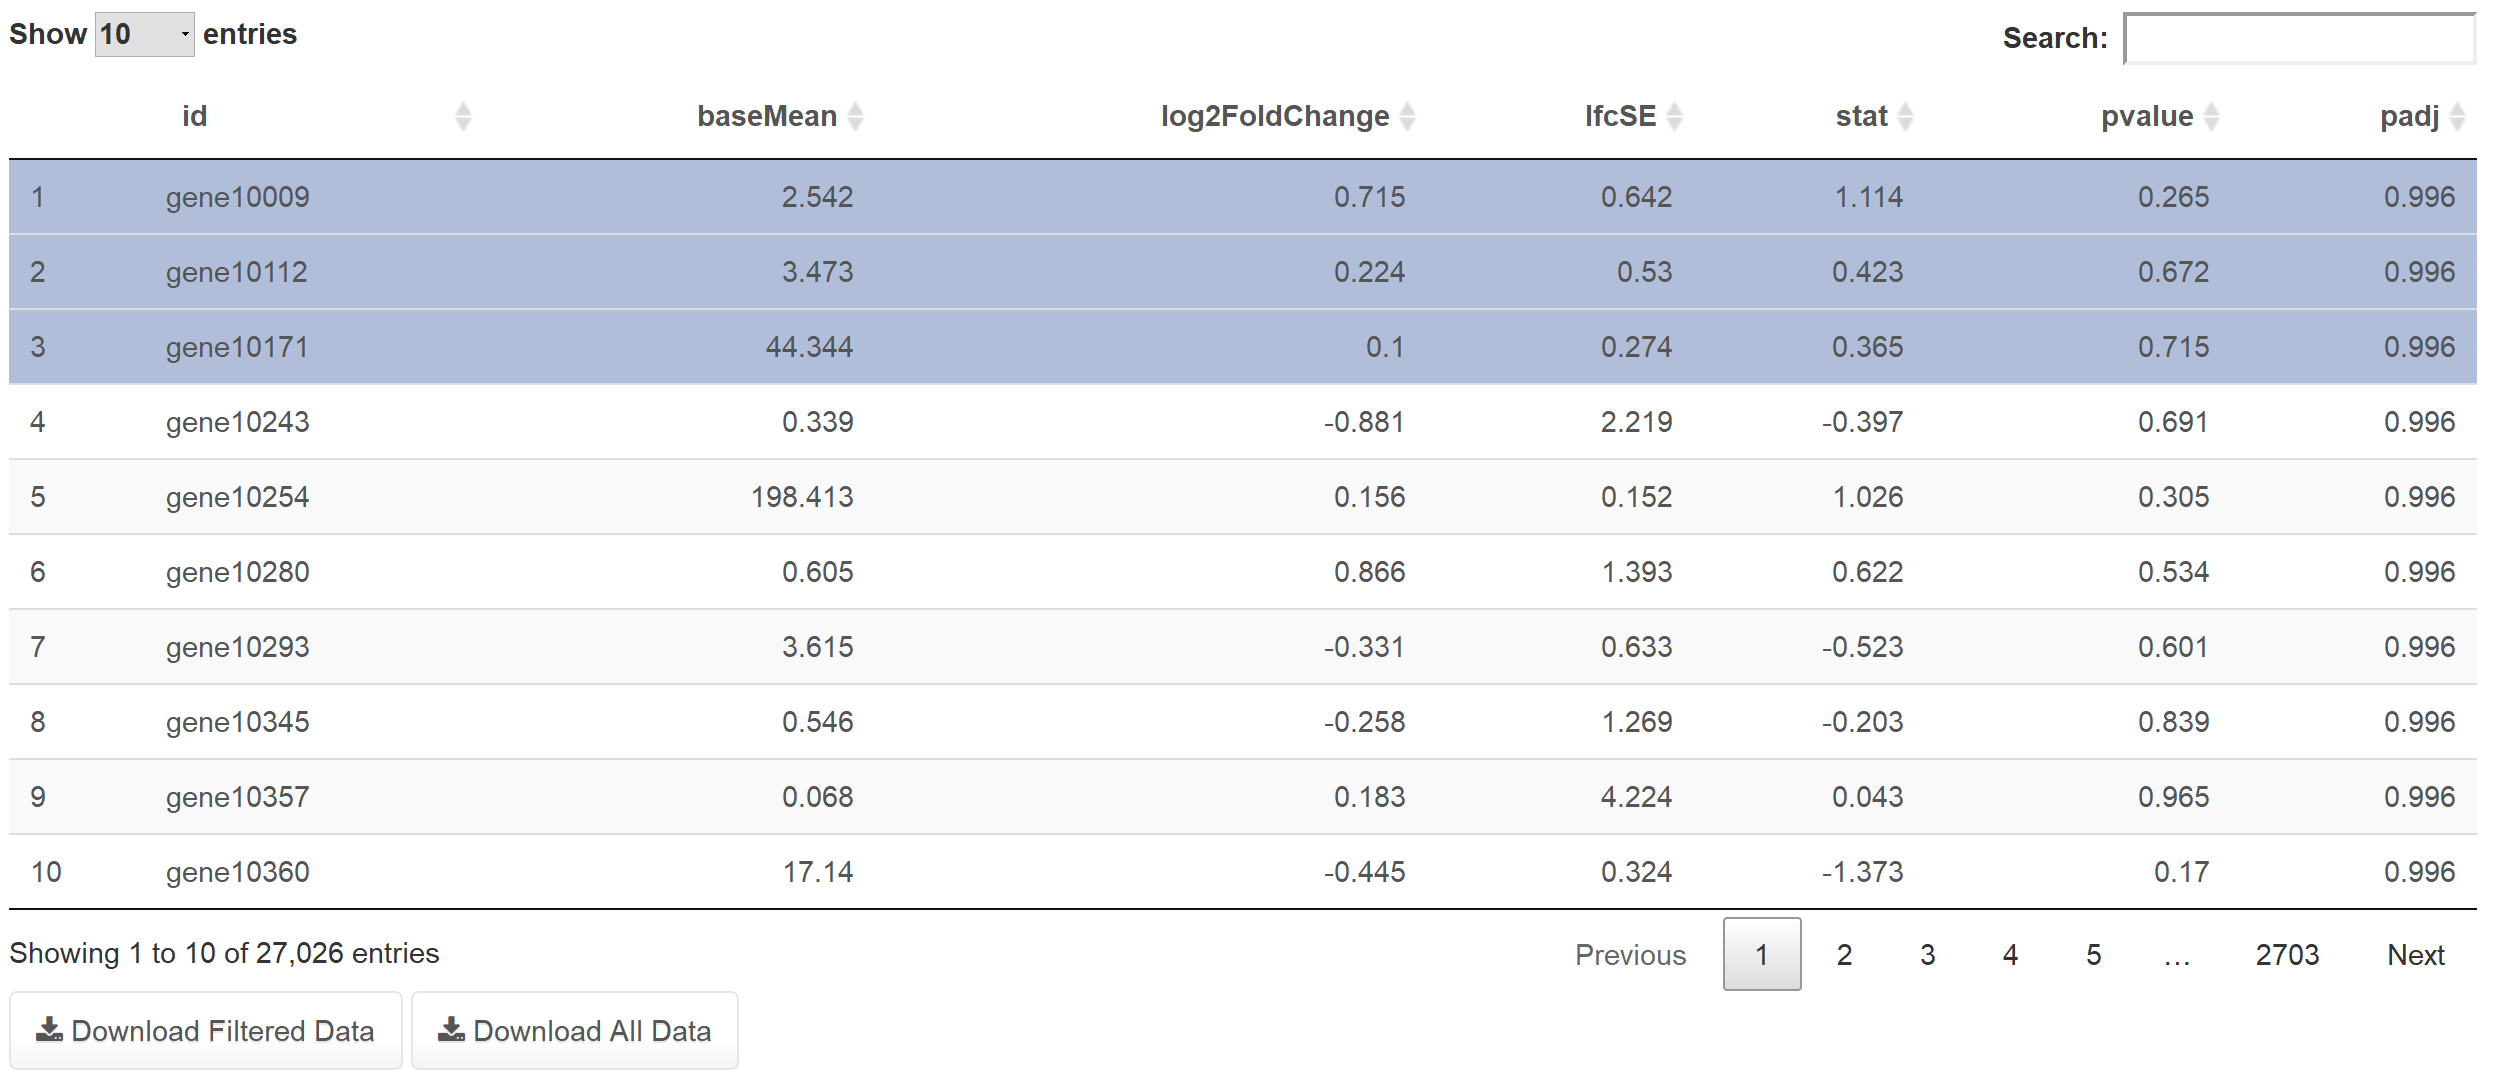 Show 10 entries Search:
id baseMean log2FoldChange lfcSE stat pvalue padj
1 gene10009 2.542 0.715 0.642 1.114 0.265 0.996
2 gene10112 3.473 0.224 0.53 0.423 0.672 0.996
3 gene10171 44.344 0.1 0.274 0.365 0.715 0.996
4 gene10243 0.339 -0.881 2.219 -0.397 0.691 0.996
5 gene10254 198.413 0.156 0.152 1.026 0.305 0.996
6 gene10280 0.605 0.866 1.393 0.622 0.534 0.996
7 gene10293 3.615 -0.331 0.633 -0.523 0.601 0.996
8 gene10345 0.546 -0.258 1.269 -0.203 0.839 0.996
9 gene10357 0.068 0.183 4.224 0.043 0.965 0.996
10 gene10360 17.14 -0.445 0.324 -1.373 0.17 0.996
Showing 1 to 10 of 27,026 entries Previous 1 2 3 4 5 … 2703 Next
Download Filtered Data Download All Data